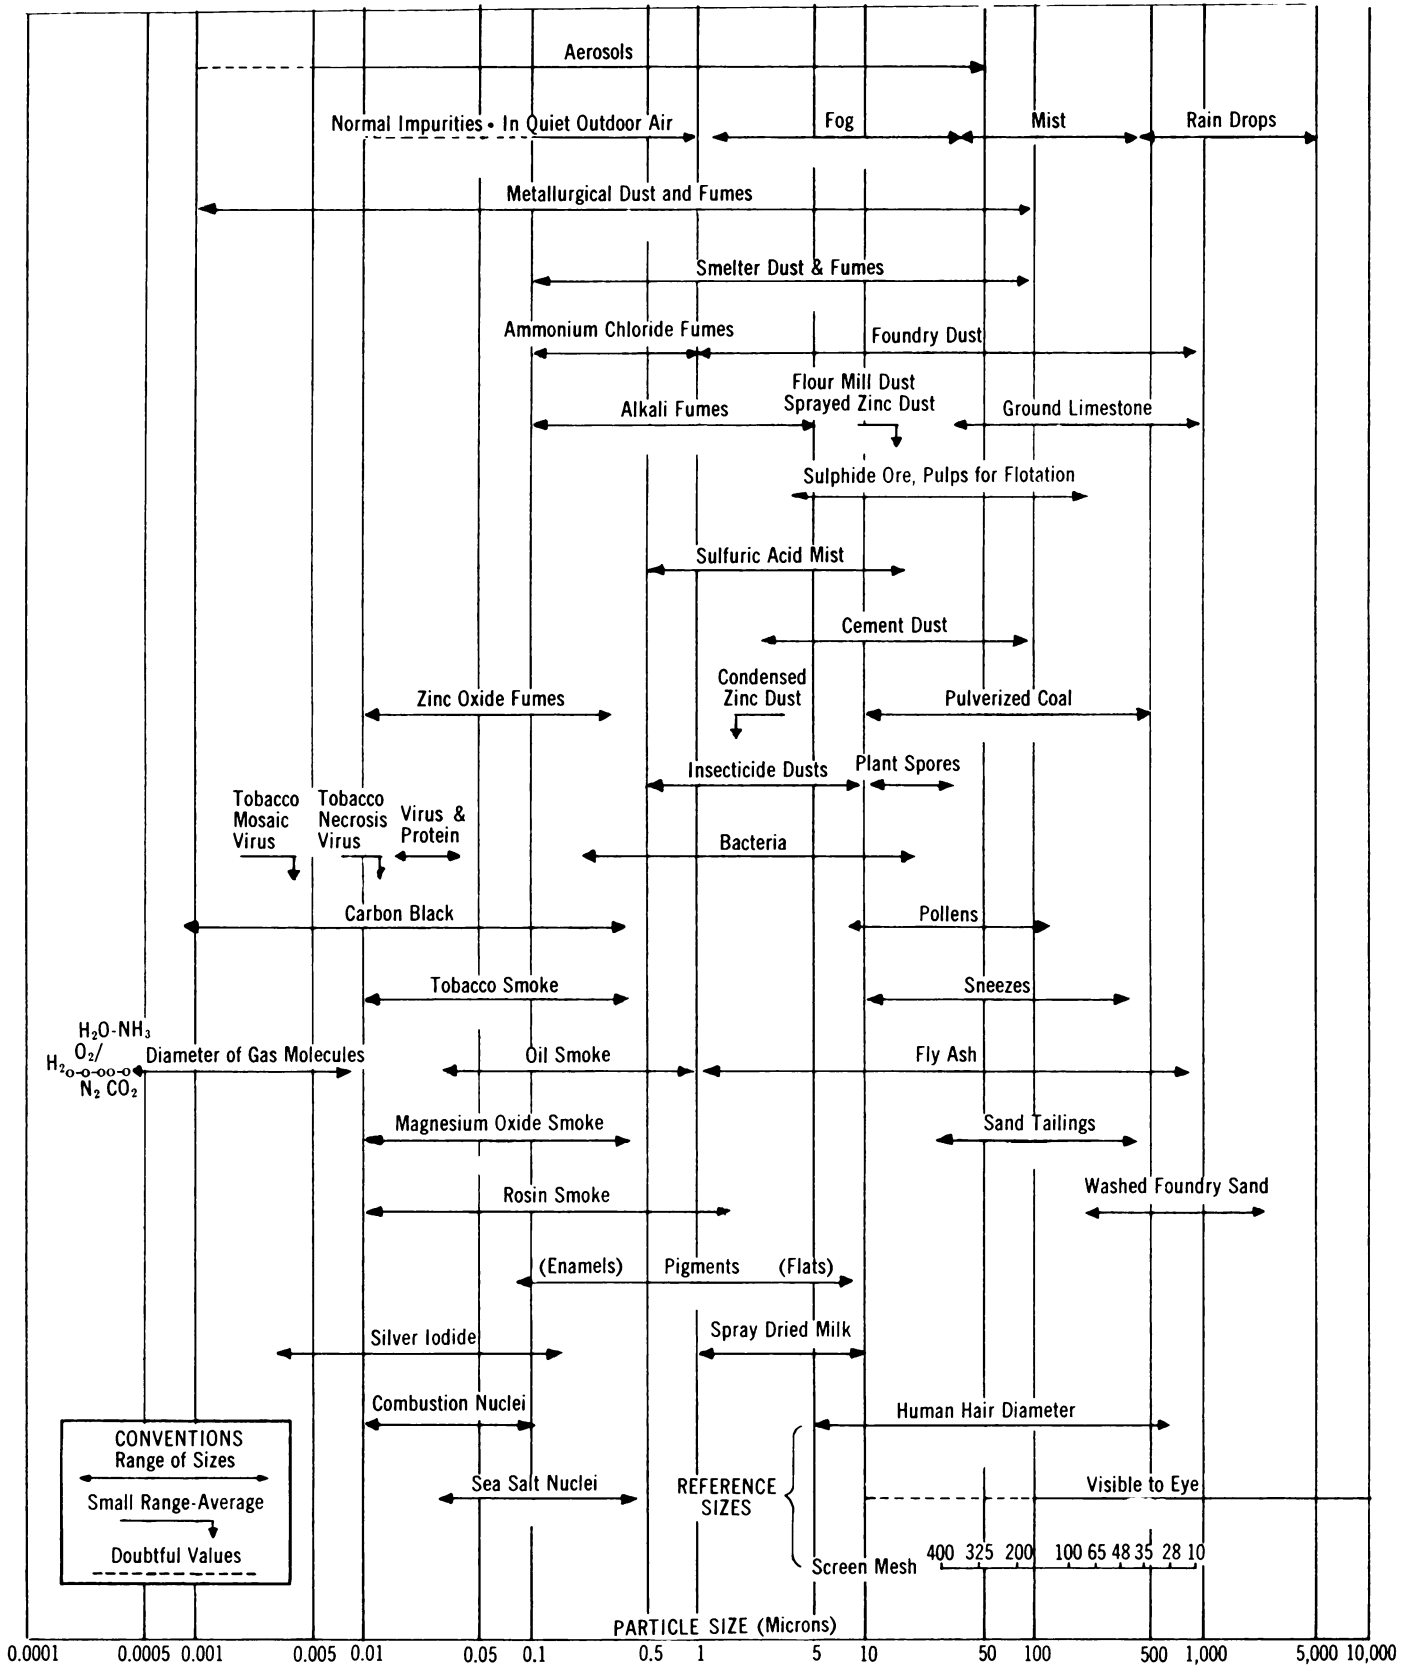 Aerosols
Normal Impurities • In Quiet Outdoor Air
Fog
Mist
Rain Drops
Metallurgical Dust and Fumes
Smelter Dust & Fumes
Ammonium Chloride Fumes
Foundry Dust
Flour Mill Dust
Sprayed Zinc Dust
Alkali Fumes
Ground Limestone
Sulphide Ore, Pulps for Flotation
Sulfuric Acid Mist
Cement Dust
Condensed
Zinc Dust
Zinc Oxide Fumes
Pulverized Coal
Insecticide Dusts
Plant Spores
Tobacco
Mosaic
Virus
Tobacco
Necrosis
Virus
Virus &
Protein
Bacteria
Carbon Black
Pollens
Tobacco Smoke
Sneezes
H₂O-NH₃
O₂/
H₂
N₂ CO₂
Diameter of Gas Molecules
Oil Smoke
Fly Ash
Magnesium Oxide Smoke
Sand Tailings
Rosin Smoke
Washed Foundry Sand
(Enamels) Pigments (Flats)
Silver Iodide
Spray Dried Milk
Combustion Nuclei
Human Hair Diameter
CONVENTIONS
Range of Sizes
Small Range-Average
Doubtful Values
Sea Salt Nuclei
REFERENCE
SIZES
Visible to Eye
Screen Mesh
400 325 200 100 65 48 35 28 10
PARTICLE SIZE (Microns)
0.0001 0.0005 0.001 0.005 0.01 0.05 0.1 0.5 1 5 10 50 100 500 1,000 5,000 10,000